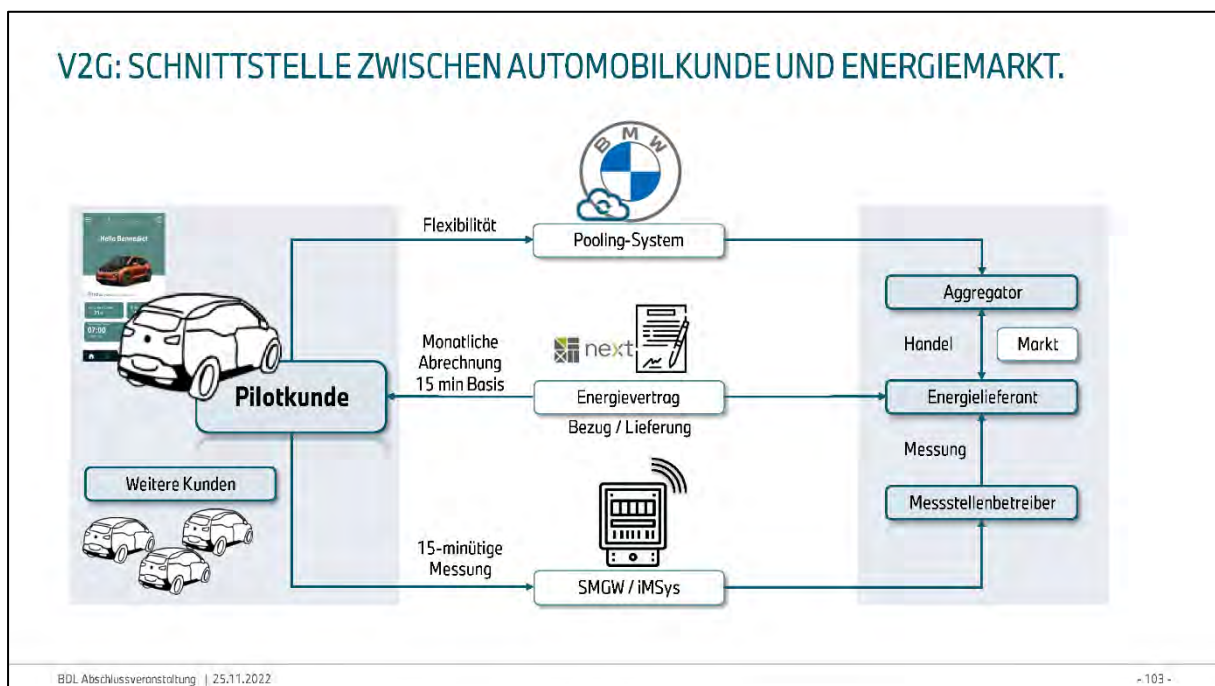 V2G: SCHNITTSTELLE ZWISCHEN AUTOMOBILKUNDE UND ENERGIEMARKT.
BMW
Hello Bennedict
07:00
Flexibilität
Pooling-System
Aggregator
Handel
Markt
Monatliche
Abrechnung
15 min Basis
next
Pilotkunde
Energievertrag
Bezug / Lieferung
Energielieferant
Messung
Weitere Kunden
Messstellenbetreiber
15-minütige
Messung
SMGW / iMSys
BDL Abschlussveranstaltung | 25.11.2022
- 103 -